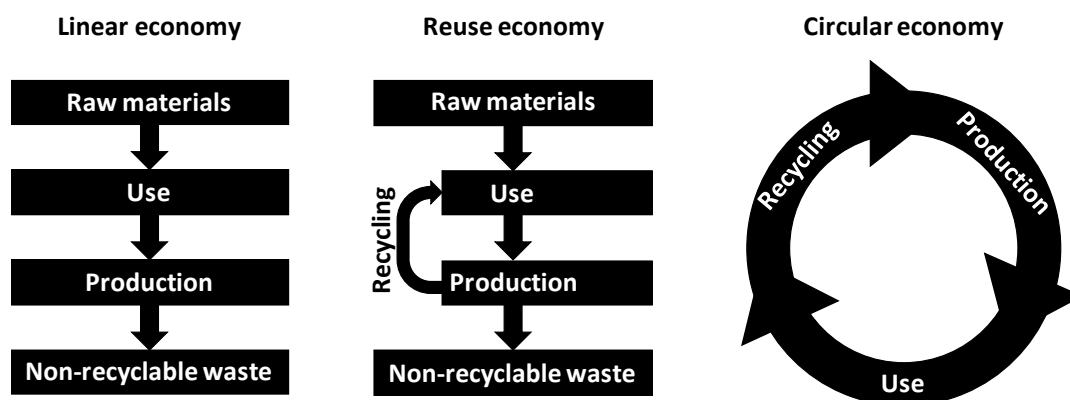 Linear economy
Raw materials
Use
Production
Non-recyclable waste
Reuse economy
Raw materials
Use
Recycling
Production
Non-recyclable waste
Circular economy
Recycling
Production
Use